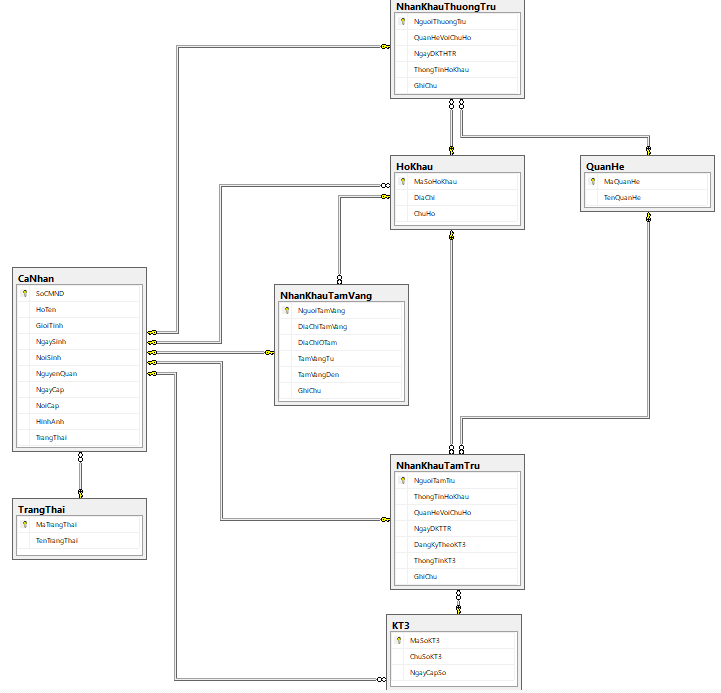 NhanKhauThuongTru
NguoiThuongTru
QuanHeVoiChuHo
NgayDKTHTR
ThongTinHoKhau
GhiChu
HoKhau
MaSoHoKhau
DiaChi
ChuHo
QuanHe
MaQuanHe
TenQuanHe
CaNhan
SoCMND
HoTen
GioiTinh
NgaySinh
NoiSinh
NguyenQuan
NgayCap
NoiCap
HinhAnh
TrangThai
NhanKhauTamVang
NguoiTamVang
DiaChiTamVang
DiaChiOTam
TamVangTu
TamVangDen
GhiChu
TrangThai
MaTrangThai
TenTrangThai
NhanKhauTamTru
NguoiTamTru
ThongTinHoKhau
QuanHeVoiChuHo
NgayDKTTR
DangKyTheoKT3
ThongTinKT3
GhiChu
KT3
MaSoKT3
ChuSoKT3
NgayCapSo